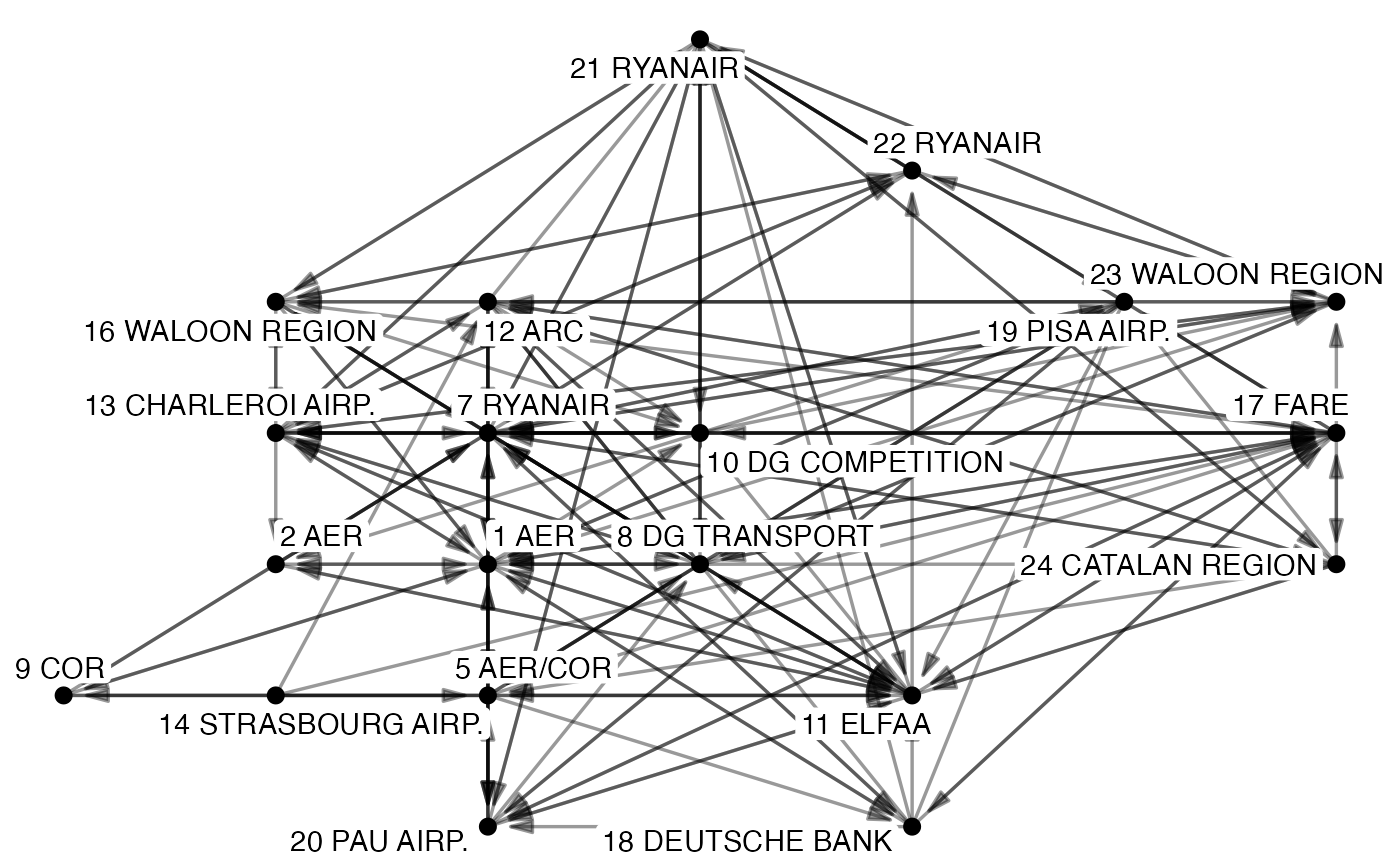 21 RYANAIR
22 RYANAIR
23 WALOON REGION
16 WALOON REGION
12 ARC
19 PISA AIRP.
13 CHARLEROI AIRP.
7 RYANAIR
17 FARE
10 DG COMPETITION
2 AER
1 AER
8 DG TRANSPORT
24 CATALAN REGION
9 COR
5 AER/COR
14 STRASBOURG AIRP.
11 ELFAA
20 PAU AIRP.
18 DEUTSCHE BANK